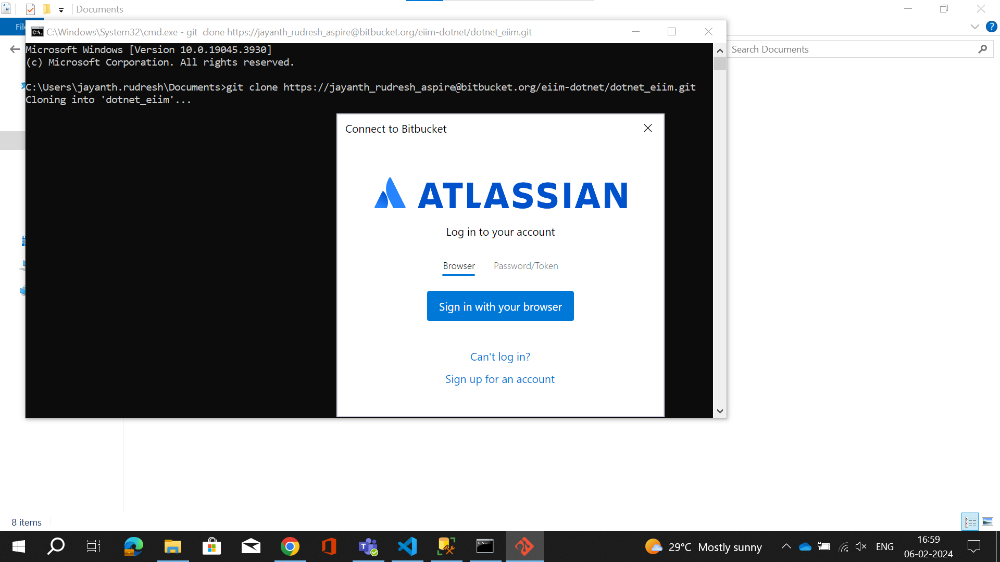 Documents
File
C:\Windows\System32\cmd.exe - git  clone https://jayanth_rudresh_aspire@bitbucket.org/eiim-dotnet/dotnet_eiim.git
Search Documents
Microsoft Windows [Version 10.0.19045.3930]
(c) Microsoft Corporation. All rights reserved.
C:\Users\jayanth.rudresh\Documents>git clone https://jayanth_rudresh_aspire@bitbucket.org/eiim-dotnet/dotnet_eiim.git
Cloning into 'dotnet_eiim'...
Connect to Bitbucket
ATLASSIAN
Log in to your account
Browser
Password/Token
Sign in with your browser
Can't log in?
Sign up for an account
8 items
29°C Mostly sunny
ENG
16:59
06-02-2024